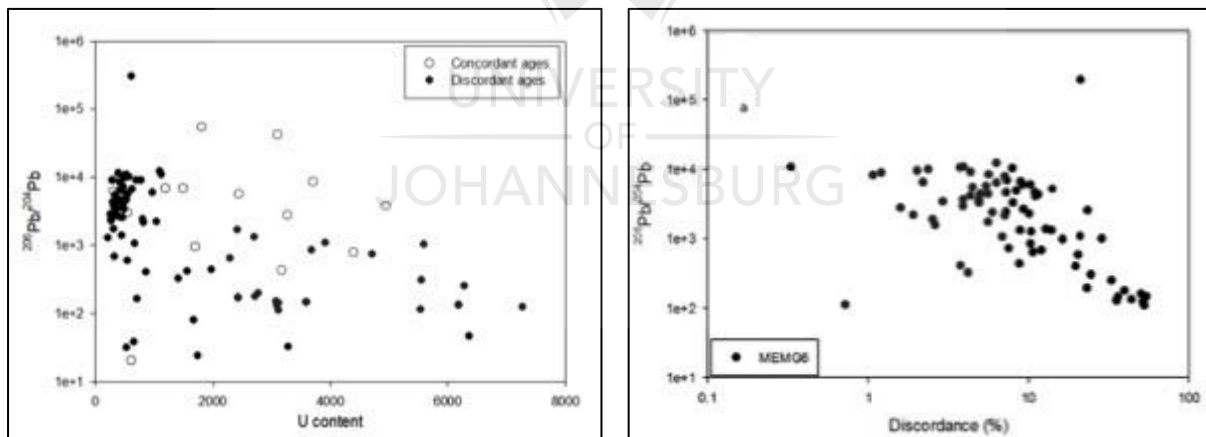 UNIVERSITY
OF
JOHANNESBURG
1e+6
1e+5
1e+4
1e+3
1e+2
1e+1
²⁰⁶Pb/²⁰⁴Pb
0
2000
4000
6000
8000
U content
Concordant ages
Discordant ages
1e+6
1e+5
1e+4
1e+3
1e+2
1e+1
²⁰⁶Pb/²⁰⁴Pb
a
MEMG6
0.1
1
10
100
Discordance (%)